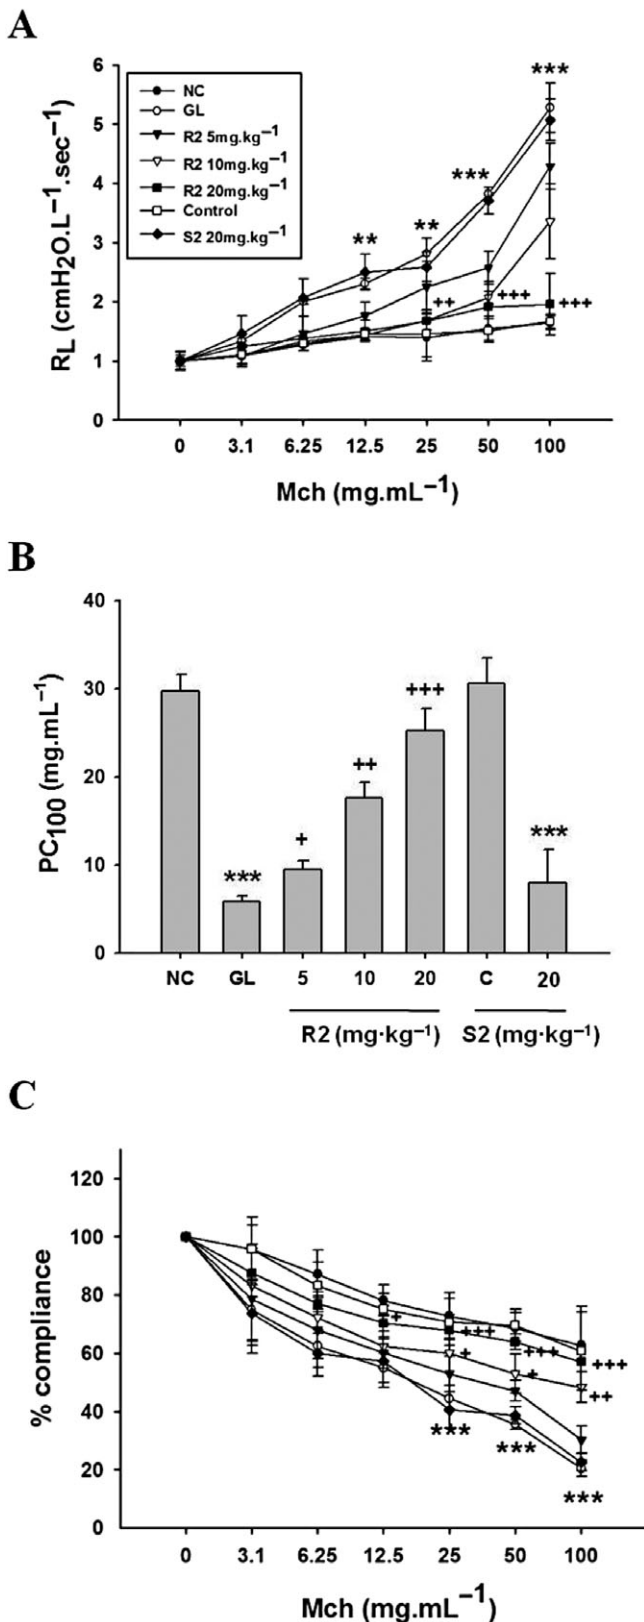 A
R_L (cmH₂O.L⁻¹.sec⁻¹)
6
5
4
3
2
1
0
NC
GL
R2 5mg.kg⁻¹
R2 10mg.kg⁻¹
R2 20mg.kg⁻¹
Control
S2 20mg.kg⁻¹
**
**
***
***
++
+++
+++
0 3.1 6.25 12.5 25 50 100
Mch (mg.mL⁻¹)
B
PC₁₀₀ (mg.mL⁻¹)
40
30
20
10
0
***
+
++
+++
***
NC GL 5 10 20 C 20
R2 (mg·kg⁻¹) S2 (mg·kg⁻¹)
C
% compliance
120
100
80
60
40
20
0
+
+++
+
+++
+
+++
++
***
***
***
0 3.1 6.25 12.5 25 50 100
Mch (mg.mL⁻¹)